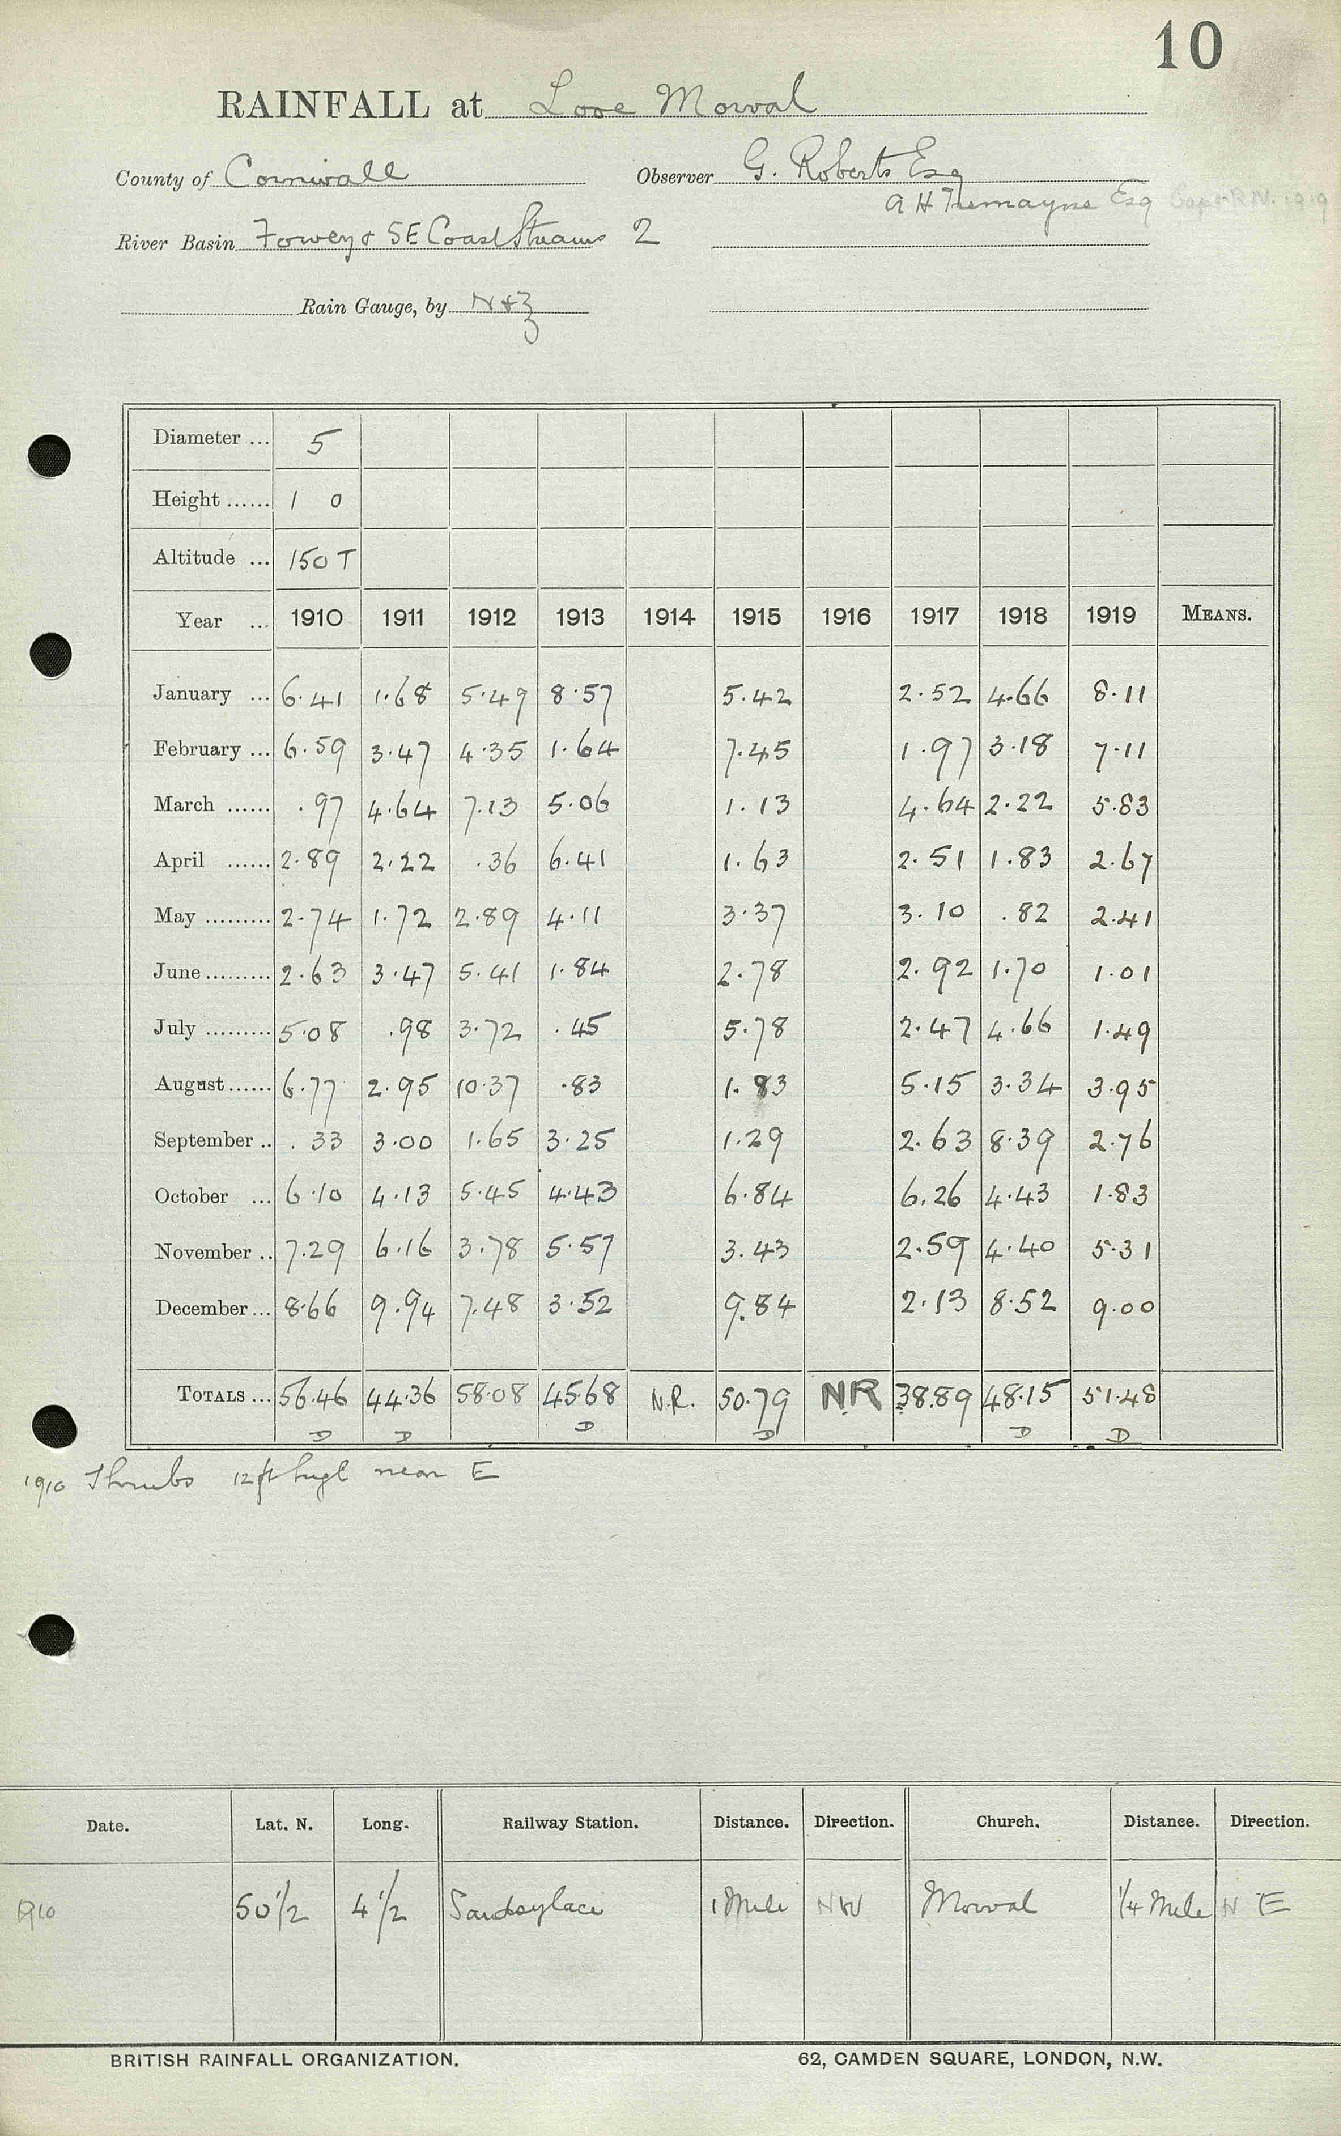 10
RAINFALL at Looe Morval
County of Cornwall Observer G. Roberts Esq
A H Tremayne Esq Capt R.N. 1919
River Basin Fowey & SE Coast Streams 2
Rain Gauge, by N & Z
Diameter ... 5
Height ...... 1 0
Altitude ... 150 T
Year ... 1910 1911 1912 1913 1914 1915 1916 1917 1918 1919 MEANS.
January ... 6.41 1.68 5.49 8.57 5.42 2.52 4.66 8.11
February ... 6.59 3.47 4.35 1.64 7.45 1.97 3.18 7.11
March ...... .97 4.64 7.13 5.06 1.13 4.64 2.22 5.83
April ...... 2.89 2.22 .36 6.41 1.63 2.51 1.83 2.67
May ......... 2.74 1.72 2.89 4.11 3.37 3.10 .82 2.41
June ......... 2.63 3.47 5.41 1.84 2.78 2.92 1.70 1.01
July ......... 5.08 .98 3.72 .45 5.78 2.47 4.66 1.49
August ...... 6.77 2.95 10.37 .83 1.83 5.15 3.34 3.95
September .. .33 3.00 1.65 3.25 1.29 2.63 8.39 2.76
October ... 6.10 4.13 5.45 4.43 6.84 6.26 4.43 1.83
November .. 7.29 6.16 3.78 5.57 3.43 2.59 4.40 5.31
December ... 8.66 9.94 7.48 3.52 9.84 2.13 8.52 9.00
TOTALS ... 56.46 44.36 58.08 45.68 N.R. 50.79 NR 38.89 48.15 51.48
D D D D D D
1910 Shrubs 12 ft high near E
Date. Lat. N. Long. Railway Station. Distance. Direction. Church. Distance. Direction.
1910 50 1/2 4 1/2 Sandplace 1 Mile NW Morval 1/4 Mile N E
BRITISH RAINFALL ORGANIZATION. 62, CAMDEN SQUARE, LONDON, N.W.